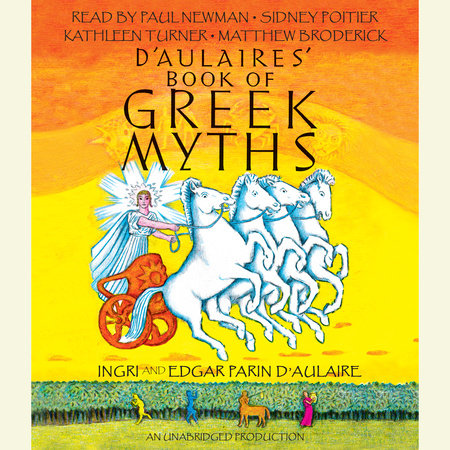 READ BY PAUL NEWMAN • SIDNEY POITIER
KATHLEEN TURNER • MATTHEW BRODERICK
D'AULAIRES'
BOOK OF
GREEK
MYTHS
INGRI AND EDGAR PARIN D'AULAIRE
AN UNABRIDGED PRODUCTION